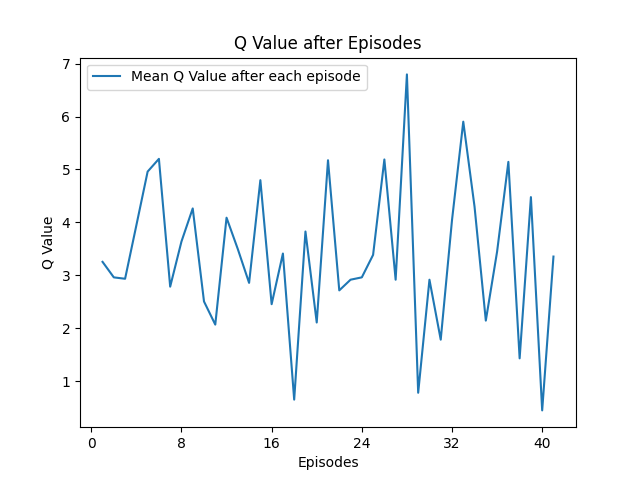 Q Value after Episodes
Mean Q Value after each episode
7
6
5
4
3
2
1
Q Value
0 8 16 24 32 40
Episodes